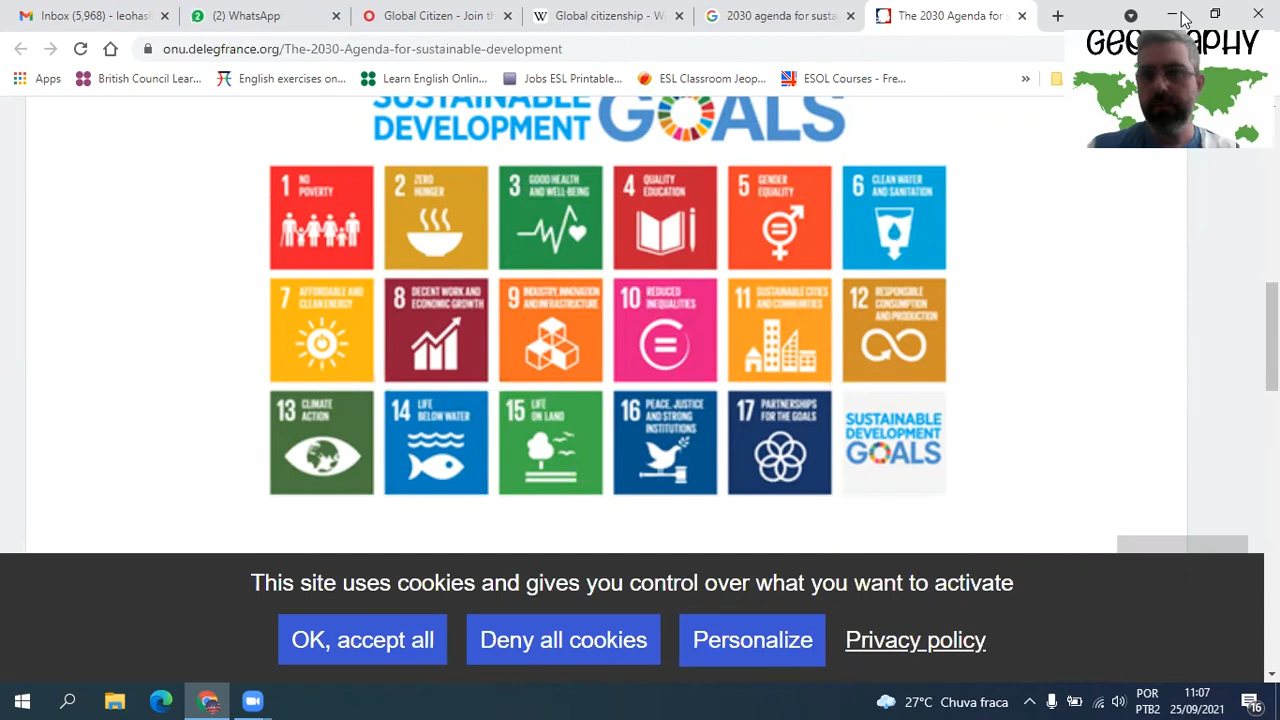 Inbox (5,968) - leohasi
(2) WhatsApp
Global Citizen - Join th
Global citizenship - Wi
2030 agenda for susta
The 2030 Agenda for s
onu.delegfrance.org/The-2030-Agenda-for-sustainable-development
Apps
British Council Lear...
English exercises on...
Learn English Onlin...
Jobs ESL Printable...
ESL Classroom Jeop...
ESOL Courses - Fre...
»
GEOGRAPHY
SUSTAINABLE
DEVELOPMENT GOALS
1 NO
POVERTY
2 ZERO
HUNGER
3 GOOD HEALTH
AND WELL-BEING
4 QUALITY
EDUCATION
5 GENDER
EQUALITY
6 CLEAN WATER
AND SANITATION
7 AFFORDABLE AND
CLEAN ENERGY
8 DECENT WORK AND
ECONOMIC GROWTH
9 INDUSTRY, INNOVATION
AND INFRASTRUCTURE
10 REDUCED
INEQUALITIES
11 SUSTAINABLE CITIES
AND COMMUNITIES
12 RESPONSIBLE
CONSUMPTION
AND PRODUCTION
13 CLIMATE
ACTION
14 LIFE
BELOW WATER
15 LIFE
ON LAND
16 PEACE, JUSTICE
AND STRONG
INSTITUTIONS
17 PARTNERSHIPS
FOR THE GOALS
SUSTAINABLE
DEVELOPMENT
GOALS
This site uses cookies and gives you control over what you want to activate
OK, accept all
Deny all cookies
Personalize
Privacy policy
27°C Chuva fraca
POR
PTB2
11:07
25/09/2021
16